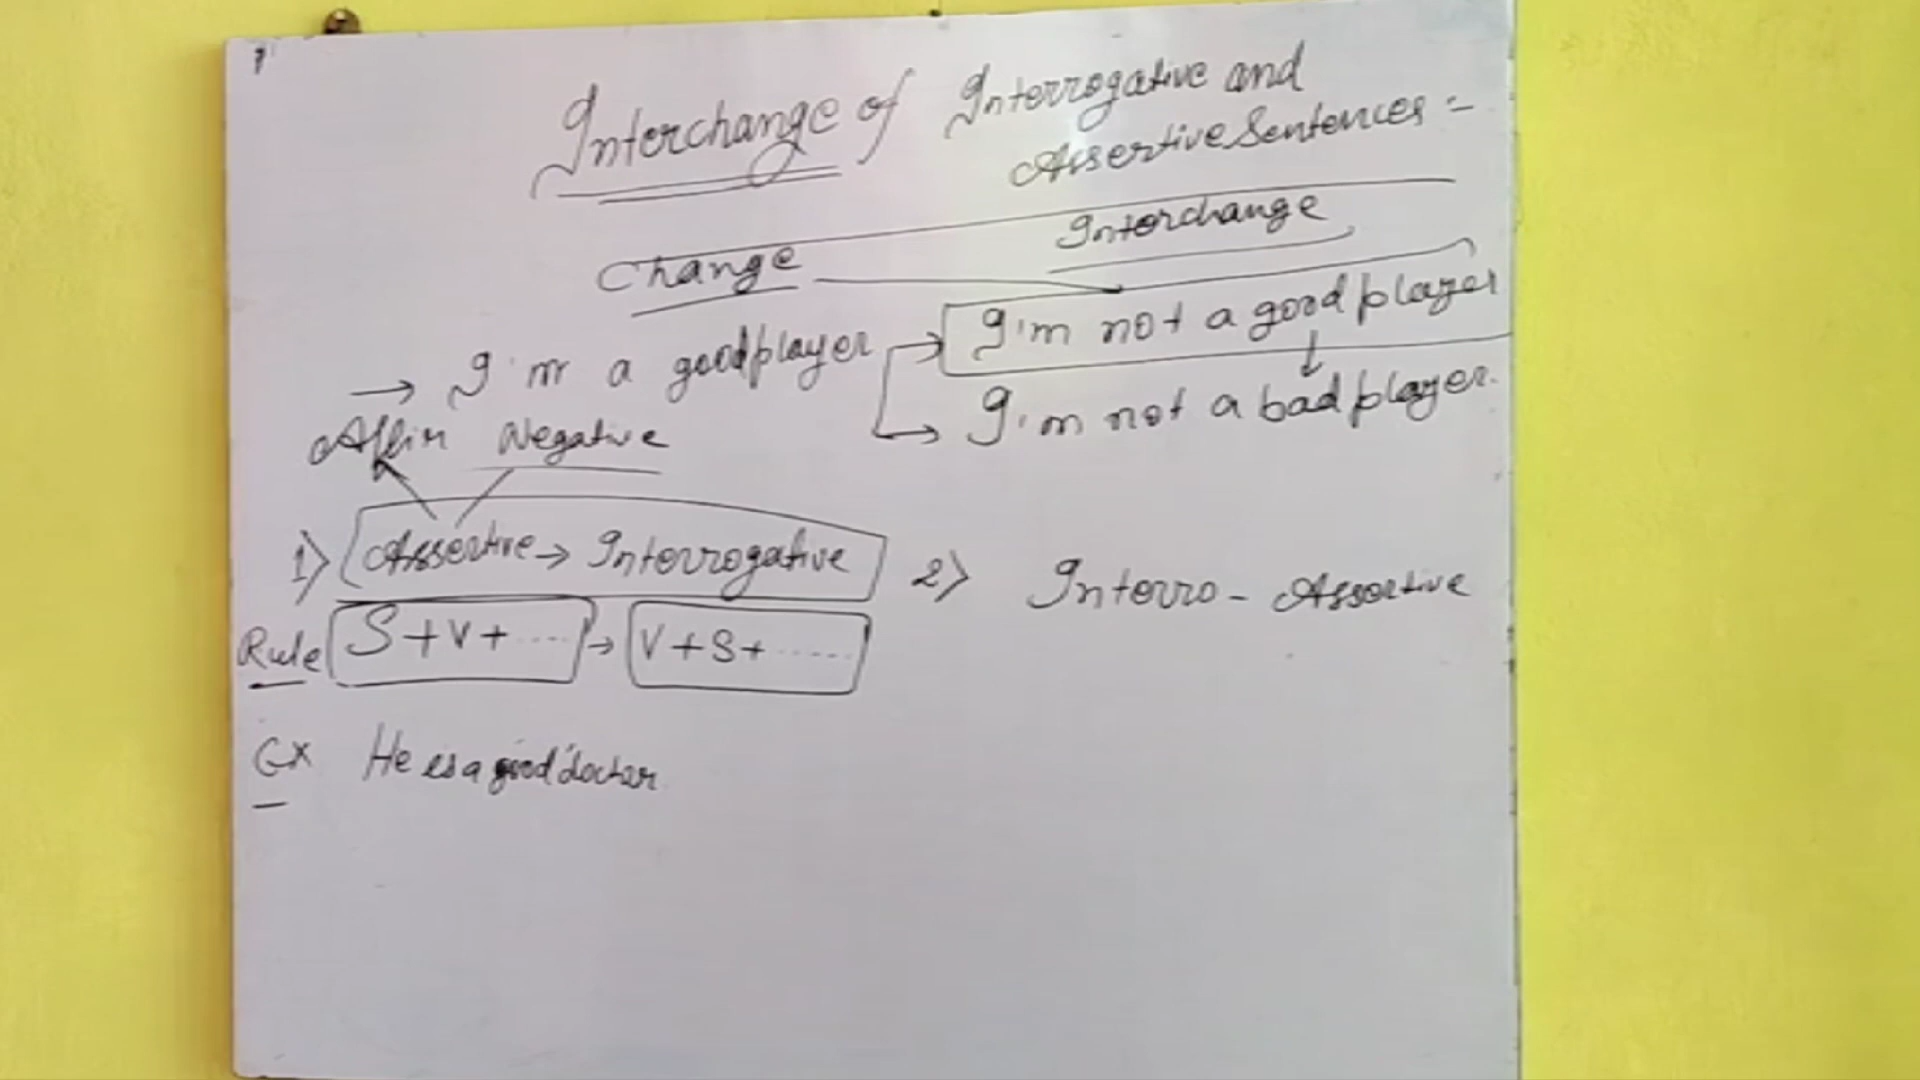 Interchange of Interrogative and
Assertive Sentences :-
Change Interchange
→ I'm a good player → I'm not a good player
→ I'm not a bad player.
Affir Negative
1) Assertive → Interrogative 2) Interro - Assertive
Rule S + V + ..... → V + S + ......
Ex He is a good doctor